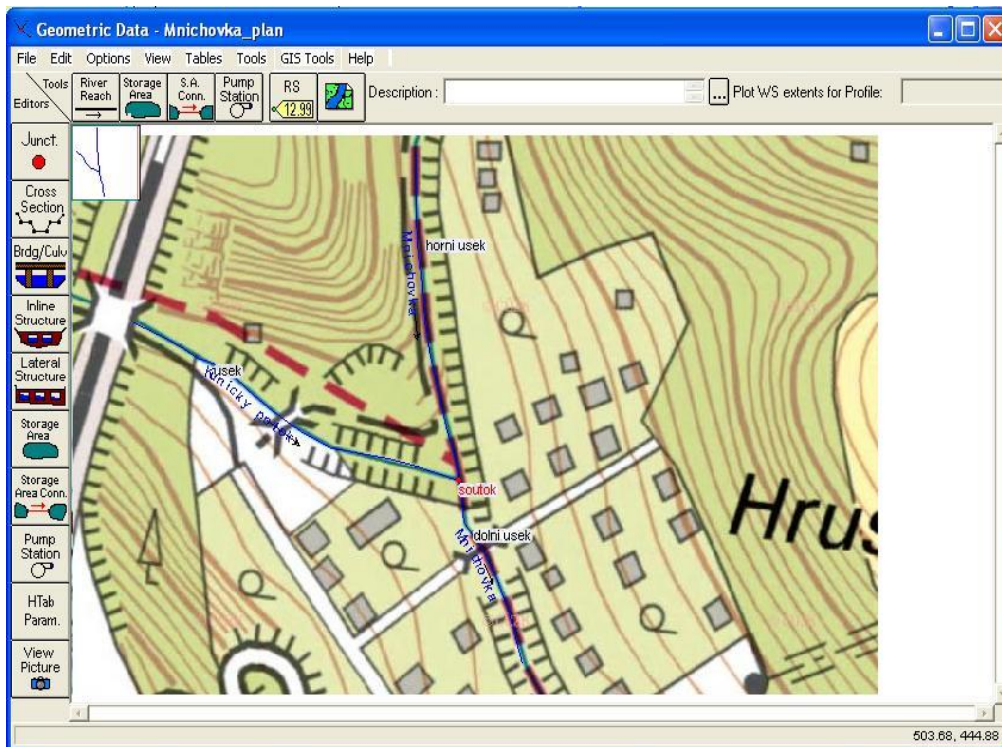 Geometric Data - Mnichovka_plan
File Edit Options View Tables Tools GIS Tools Help
Tools
Editors
River Reach
Storage Area
S.A. Conn.
Pump Station
RS
12.99
Description :
...
Plot WS extents for Profile:
Junct.
Cross Section
Brdg/Culv
Inline Structure
Lateral Structure
Storage Area
Storage Area Conn.
Pump Station
HTab Param.
View Picture
Mnichovka
horni usek
soutok
dolni usek
Mnichovka
Hrus
503.68, 444.88